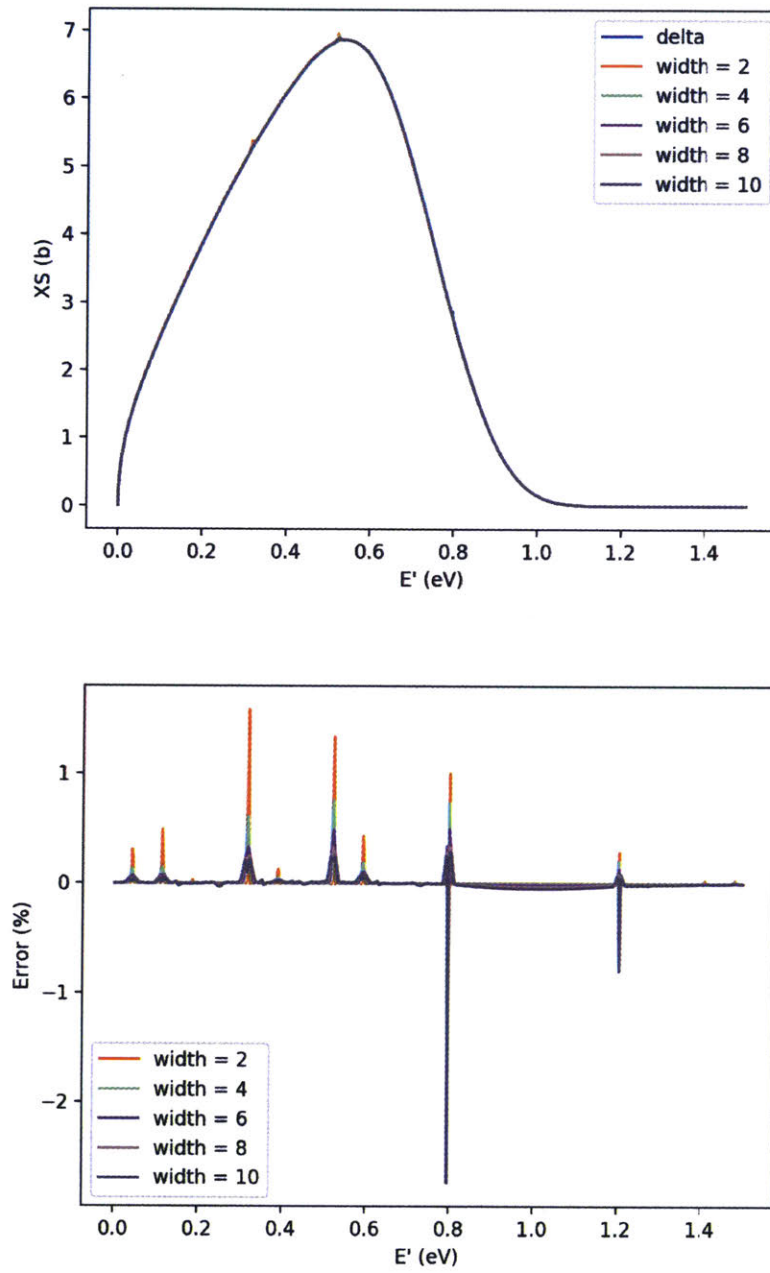 7
6
5
4
3
2
1
0
XS (b)
0.0 0.2 0.4 0.6 0.8 1.0 1.2 1.4
E' (eV)
delta
width = 2
width = 4
width = 6
width = 8
width = 10
1
0
−1
−2
Error (%)
width = 2
width = 4
width = 6
width = 8
width = 10
0.0 0.2 0.4 0.6 0.8 1.0 1.2 1.4
E' (eV)